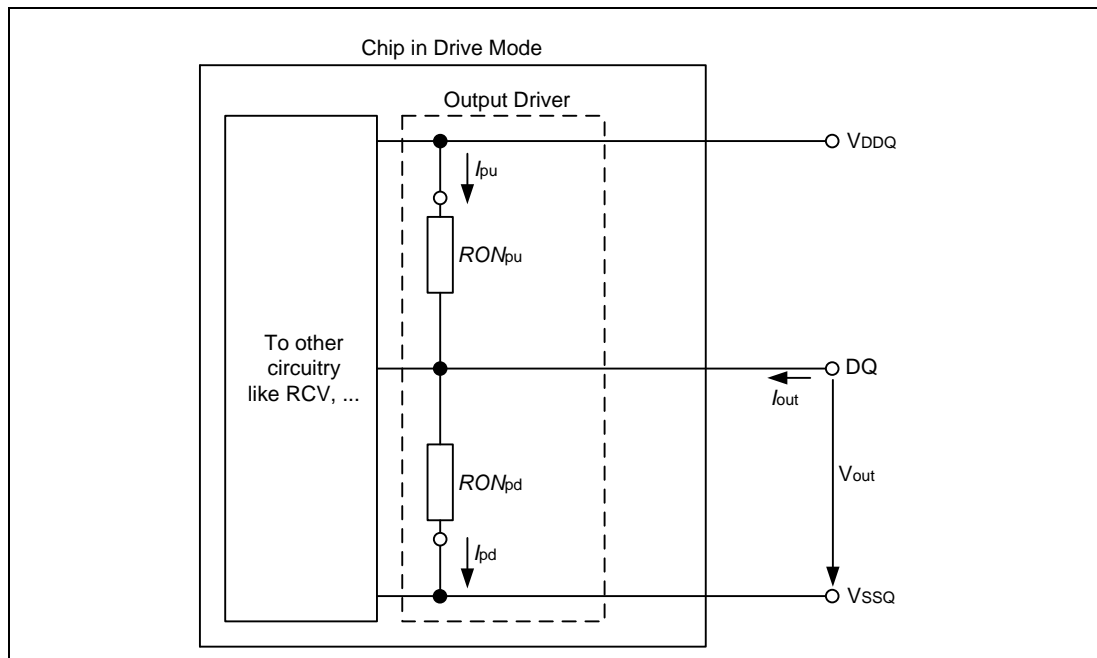 Chip in Drive Mode
Output Driver
VDDQ
Ipu
RONpu
To other
circuitry
like RCV, ...
DQ
Iout
RONpd
Vout
Ipd
VSSQ